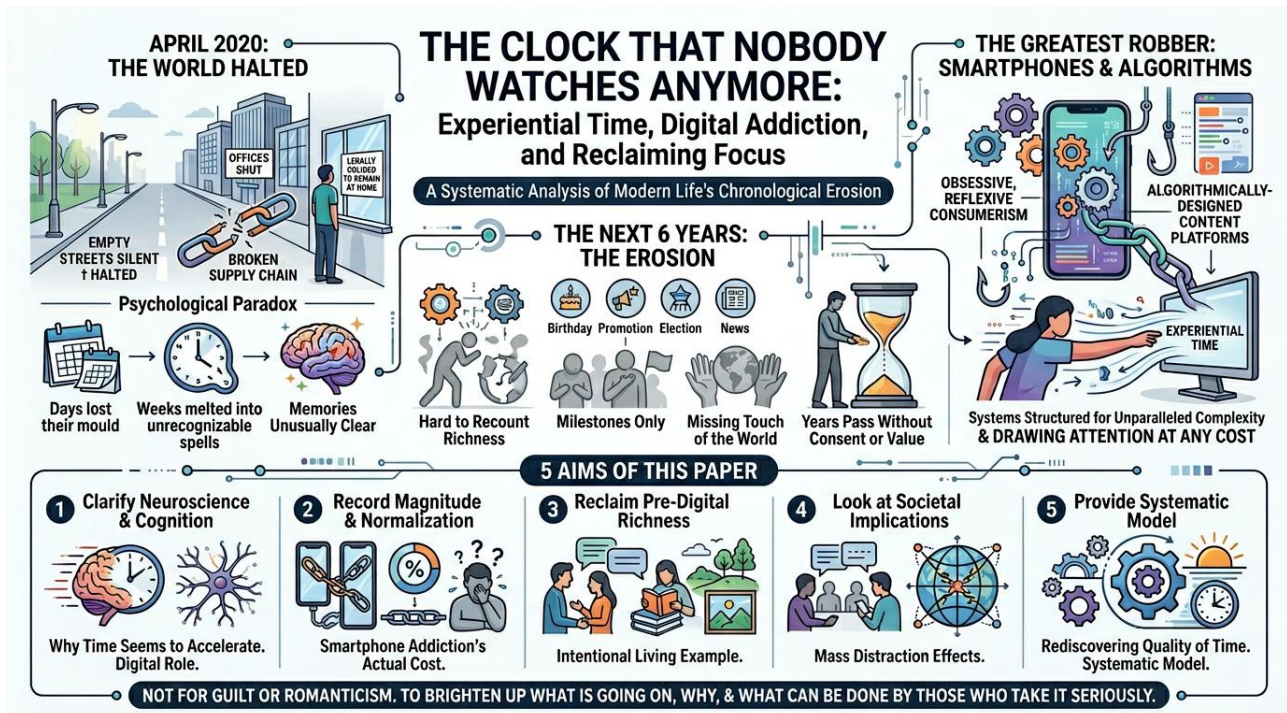 APRIL 2020:
THE WORLD HALTED
OFFICES
SHUT
LERALLY
COLIDED
TO REMAIN
AT HOME
EMPTY
STREETS SILENT
† HALTED
BROKEN
SUPPLY CHAIN
Psychological Paradox
Days lost
their mould
Weeks melted into
unrecognizable
spells
Memories
Unusually Clear
THE CLOCK THAT NOBODY
WATCHES ANYMORE:
Experiential Time, Digital Addiction,
and Reclaiming Focus
A Systematic Analysis of Modern Life's Chronological Erosion
THE NEXT 6 YEARS:
THE EROSION
Birthday
Promotion
Election
News
Hard to Recount
Richness
Milestones Only
Missing Touch
of the World
Years Pass Without
Consent or Value
THE GREATEST ROBBER:
SMARTPHONES & ALGORITHMS
OBSESSIVE,
REFLEXIVE
CONSUMERISM
ALGORITHMICALLY-
DESIGNED
CONTENT
PLATFORMS
EXPERIENTIAL
TIME
Systems Structured for Unparalleled Complexity
& DRAWING ATTENTION AT ANY COST
5 AIMS OF THIS PAPER
1 Clarify Neuroscience
& Cognition
Why Time Seems to Accelerate.
Digital Role.
2 Record Magnitude
& Normalization
%
? ? ?
Smartphone Addiction's
Actual Cost.
3 Reclaim Pre-Digital
Richness
Intentional Living Example.
4 Look at Societal
Implications
Mass Distraction Effects.
5 Provide Systematic
Model
Rediscovering Quality of Time.
Systematic Model.
NOT FOR GUILT OR ROMANTICISM. TO BRIGHTEN UP WHAT IS GOING ON, WHY, & WHAT CAN BE DONE BY THOSE WHO TAKE IT SERIOUSLY.